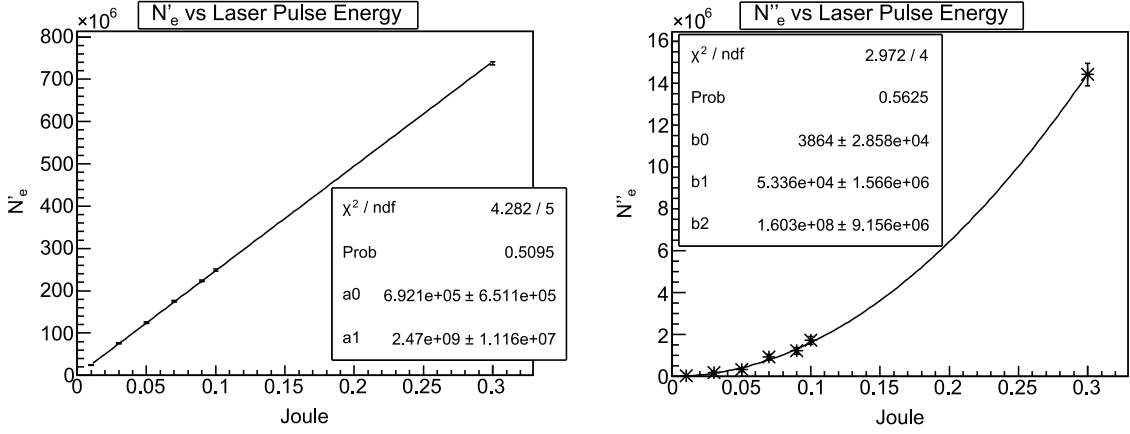 N'e vs Laser Pulse Energy
×10⁶
N'e
800
700
600
500
400
300
200
100
0
0 0.05 0.1 0.15 0.2 0.25 0.3
Joule
χ² / ndf 4.282 / 5
Prob 0.5095
a0 6.921e+05 ± 6.511e+05
a1 2.47e+09 ± 1.116e+07
N''e vs Laser Pulse Energy
×10⁶
N''e
16
14
12
10
8
6
4
2
0
0 0.05 0.1 0.15 0.2 0.25 0.3
Joule
χ² / ndf 2.972 / 4
Prob 0.5625
b0 3864 ± 2.858e+04
b1 5.336e+04 ± 1.566e+06
b2 1.603e+08 ± 9.156e+06